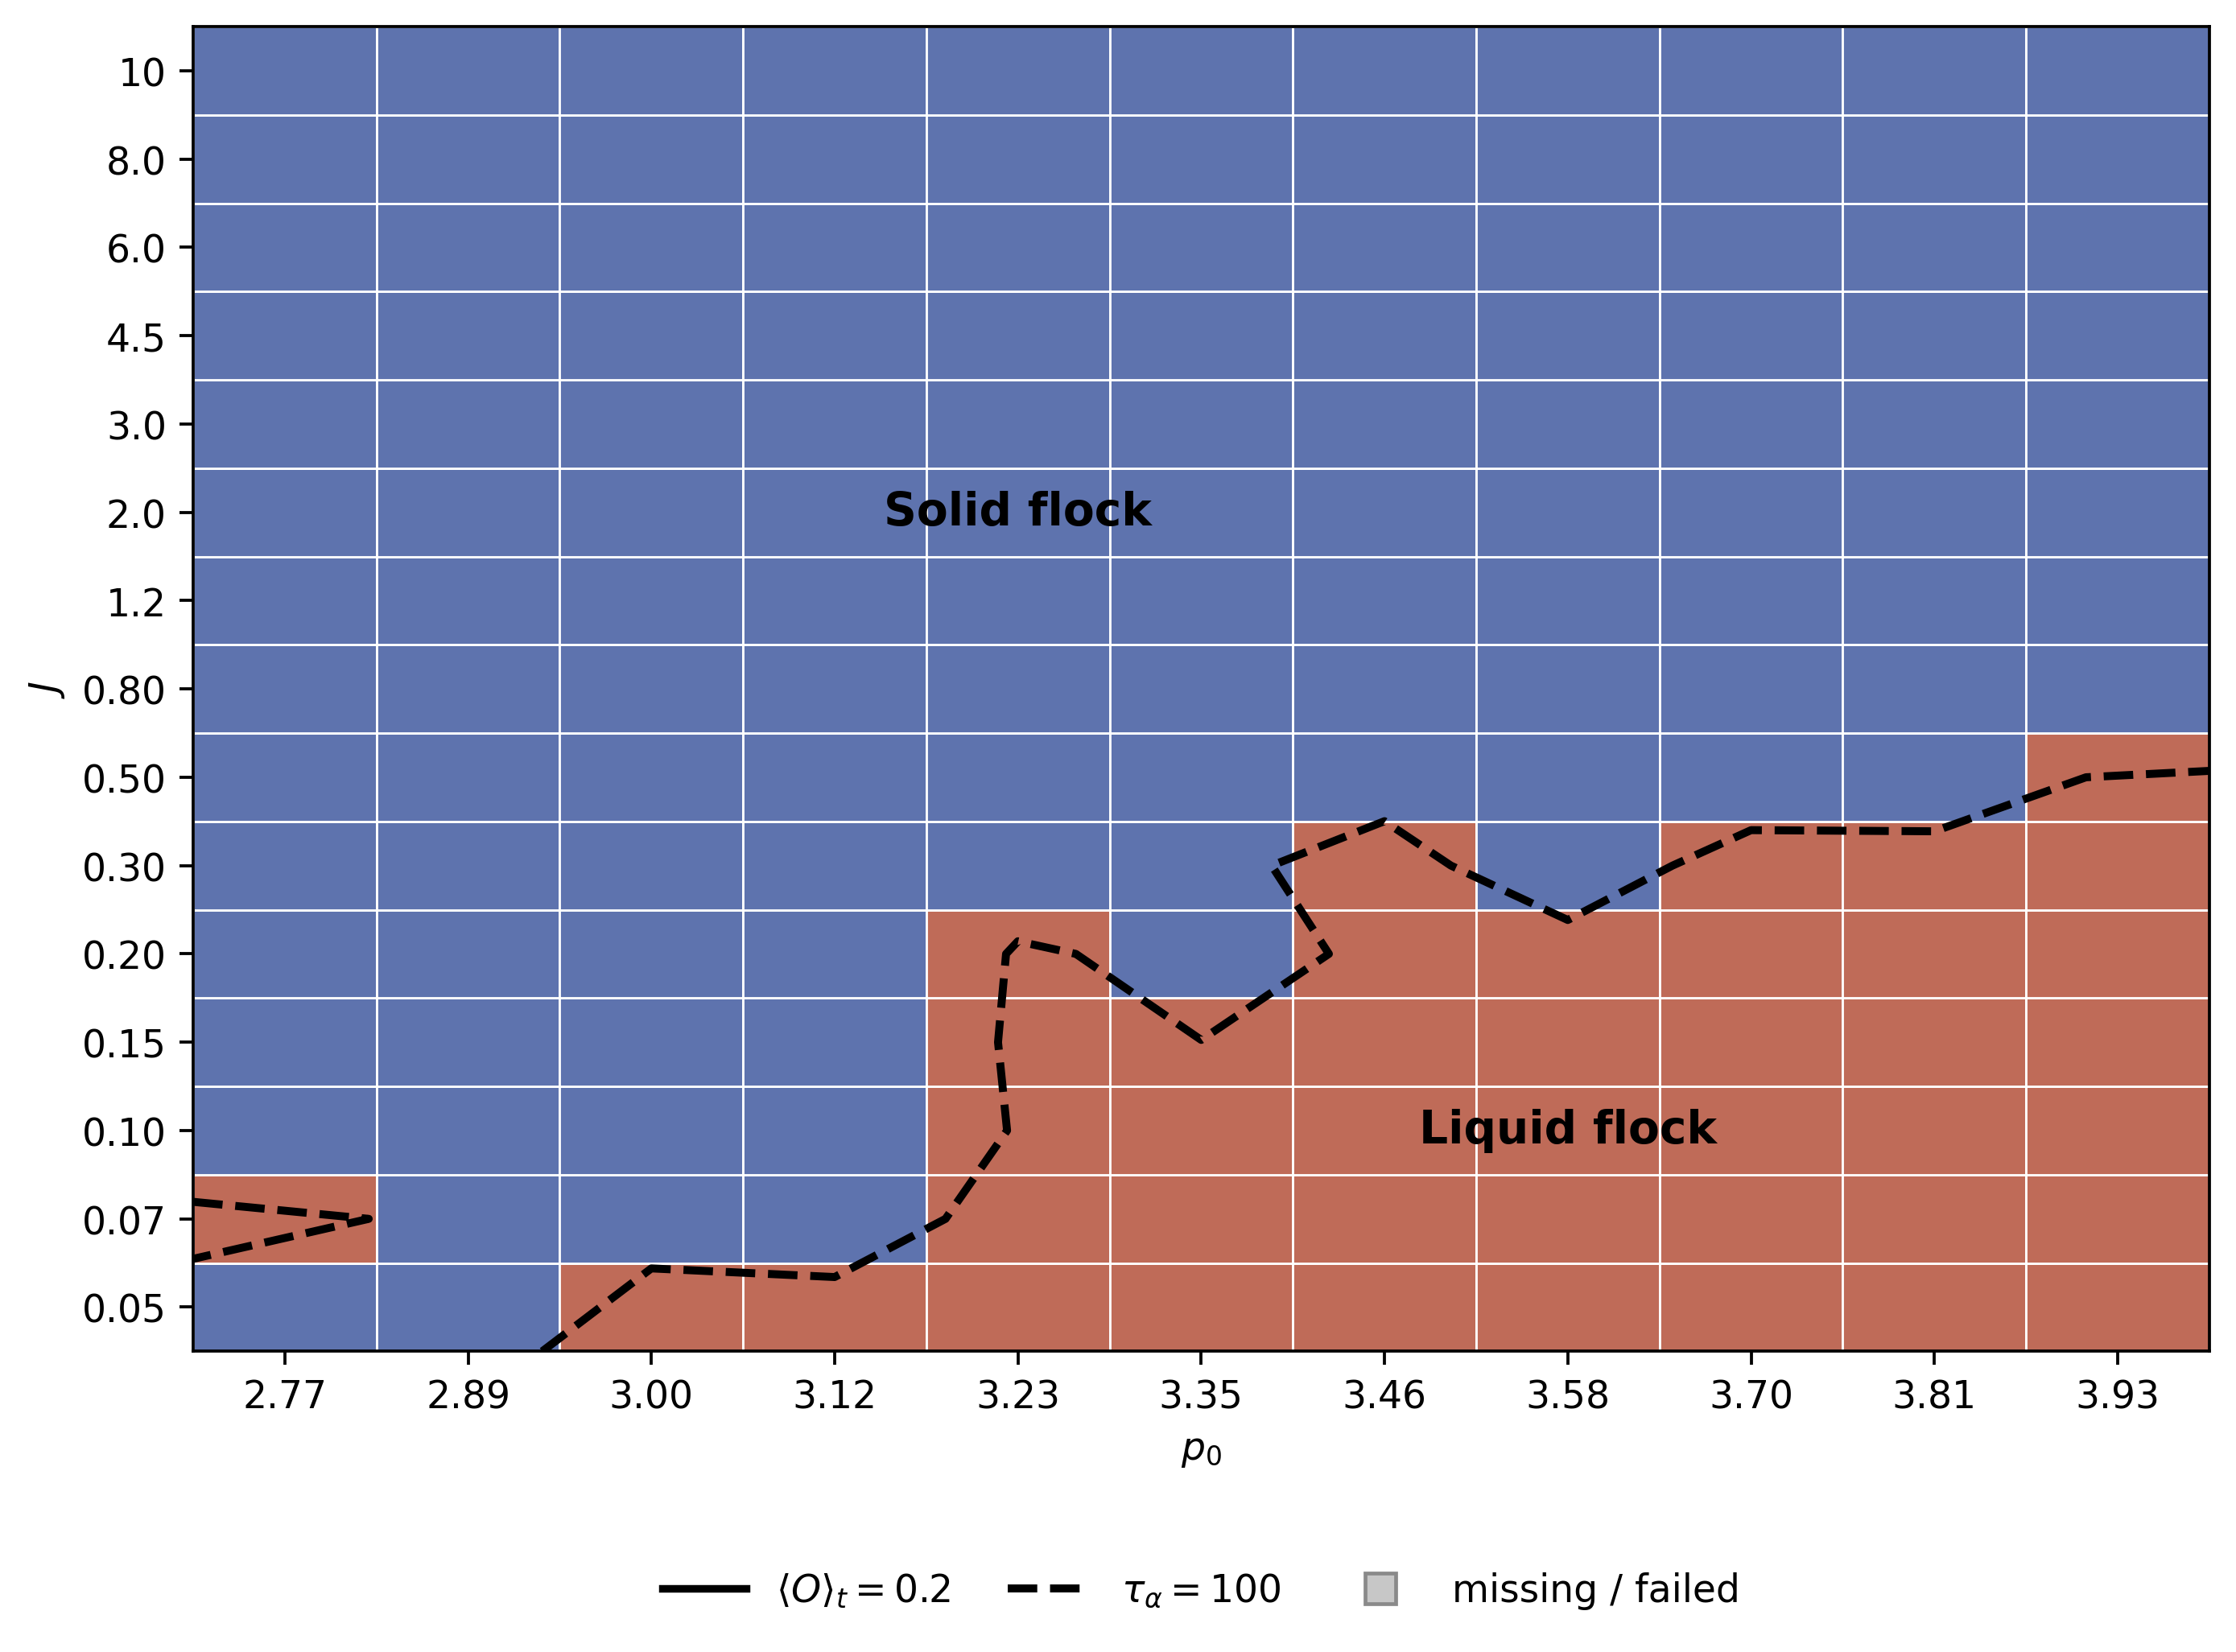 10
8.0
6.0
4.5
3.0
2.0
1.2
0.80
0.50
0.30
0.20
0.15
0.10
0.07
0.05
J
Solid flock
Liquid flock
2.77 2.89 3.00 3.12 3.23 3.35 3.46 3.58 3.70 3.81 3.93
p₀
⟨O⟩ₜ = 0.2 τ_α = 100 missing / failed